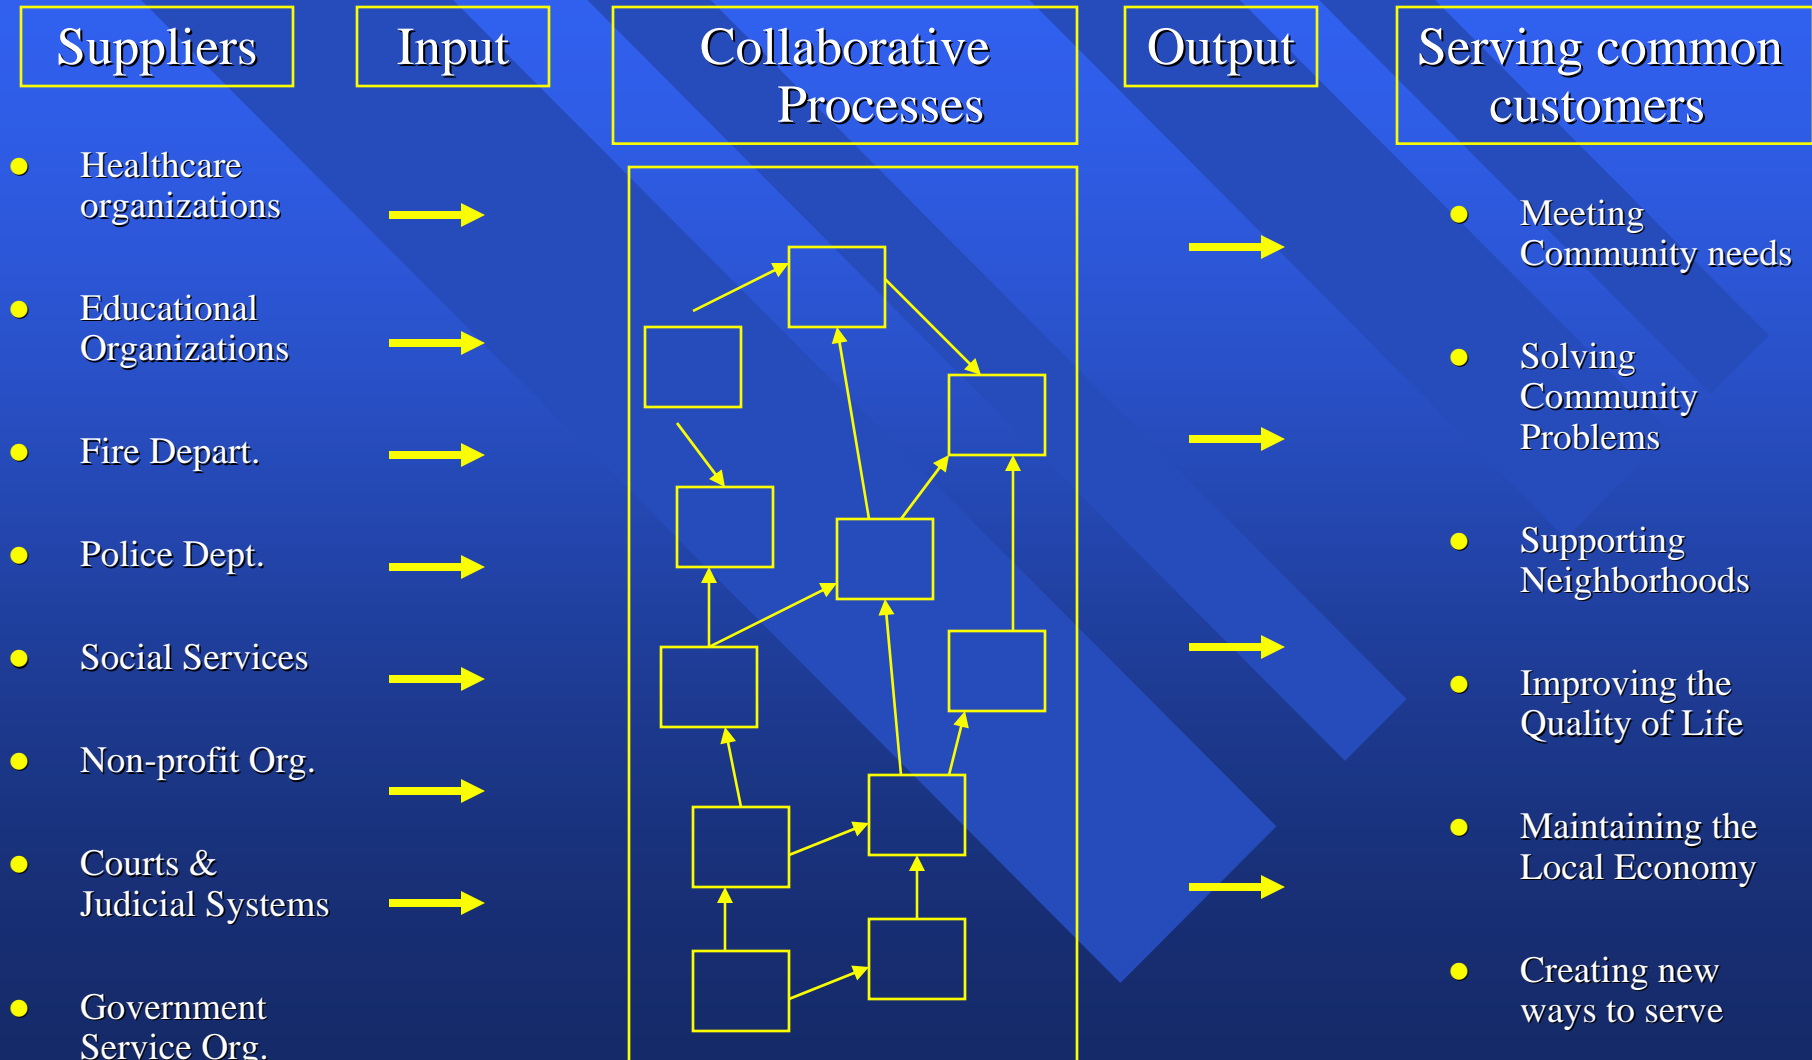 Suppliers
Input
Collaborative
Processes
Output
Serving common
customers
Healthcare
organizations
Educational
Organizations
Fire Depart.
Police Dept.
Social Services
Non-profit Org.
Courts &
Judicial Systems
Government
Service Org.
Meeting
Community needs
Solving
Community
Problems
Supporting
Neighborhoods
Improving the
Quality of Life
Maintaining the
Local Economy
Creating new
ways to serve